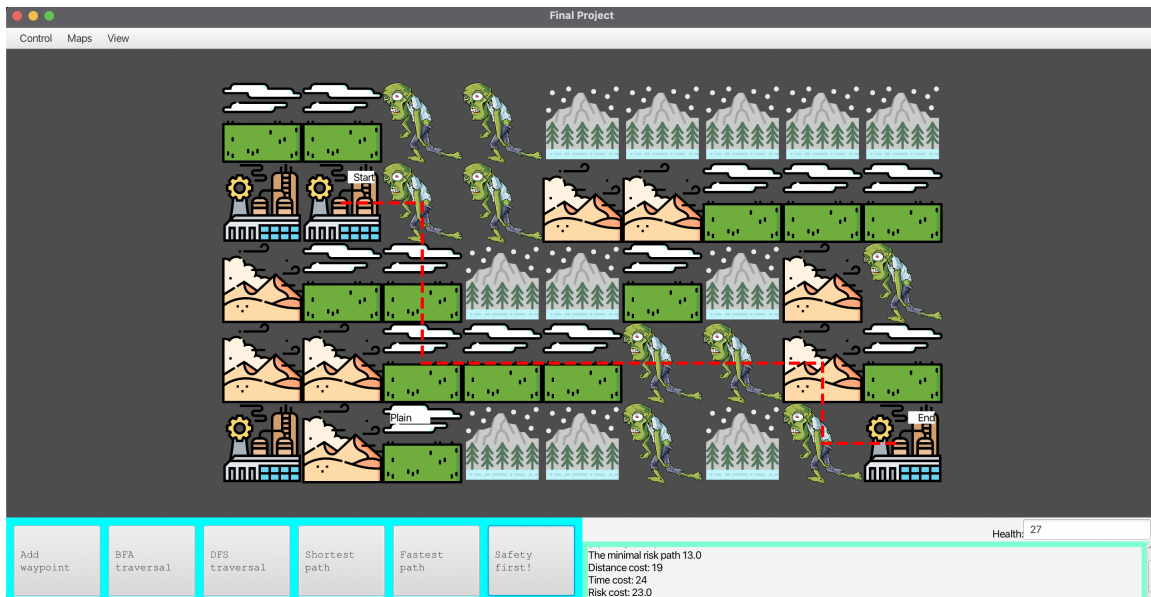 Final Project
Control Maps View
Start
Plain
End
Health: 27
Add waypoint
BFA traversal
DFS traversal
Shortest path
Fastest path
Safety first!
The minimal risk path 13.0
Distance cost: 19
Time cost: 24
Risk cost: 23.0